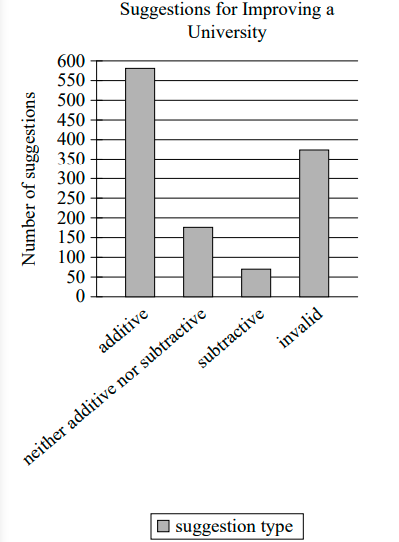 Suggestions for Improving a
University
Number of suggestions
600
550
500
450
400
350
300
250
200
150
100
50
0
additive
neither additive nor subtractive
subtractive
invalid
suggestion type